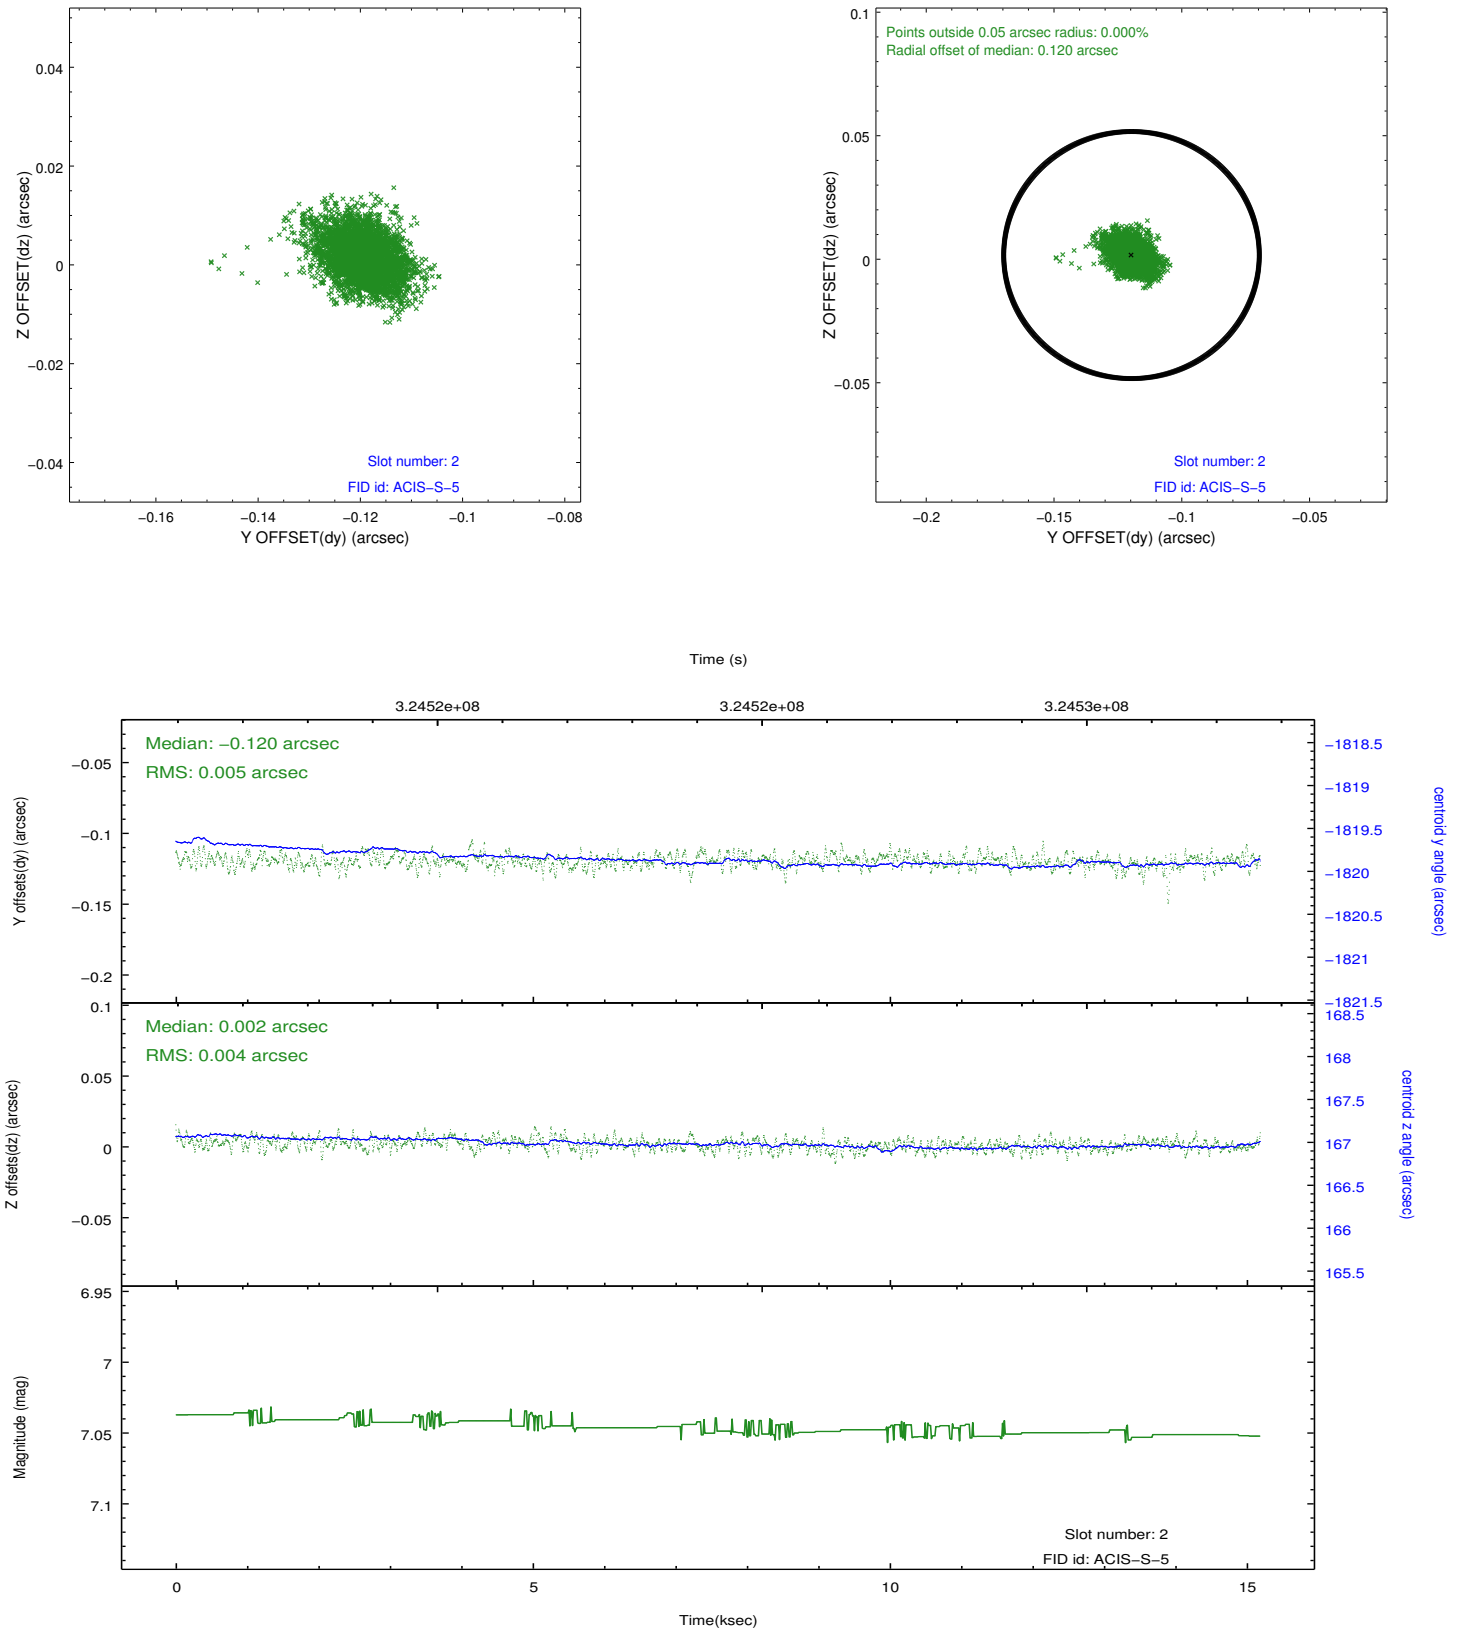 0.04
0.02
0
−0.02
−0.04
Z OFFSET(dz) (arcsec)
Slot number: 2
FID id: ACIS−S−5
−0.16
−0.14
−0.12
−0.1
−0.08
Y OFFSET(dy) (arcsec)
Points outside 0.05 arcsec radius: 0.000%
Radial offset of median: 0.120 arcsec
0.1
0.05
0
−0.05
Z OFFSET(dz) (arcsec)
Slot number: 2
FID id: ACIS−S−5
−0.2
−0.15
−0.1
−0.05
Y OFFSET(dy) (arcsec)
Time (s)
3.2452e+08
3.2452e+08
3.2453e+08
Median: −0.120 arcsec
RMS: 0.005 arcsec
−0.05
−0.1
−0.15
−0.2
Y offsets(dy) (arcsec)
−1818.5
−1819
−1819.5
−1820
−1820.5
−1821
−1821.5
centroid y angle (arcsec)
Median: 0.002 arcsec
RMS: 0.004 arcsec
0.1
0.05
0
−0.05
Z offsets(dz) (arcsec)
168.5
168
167.5
167
166.5
166
165.5
centroid z angle (arcsec)
6.95
7
7.05
7.1
Magnitude (mag)
Slot number: 2
FID id: ACIS−S−5
0
5
10
15
Time(ksec)